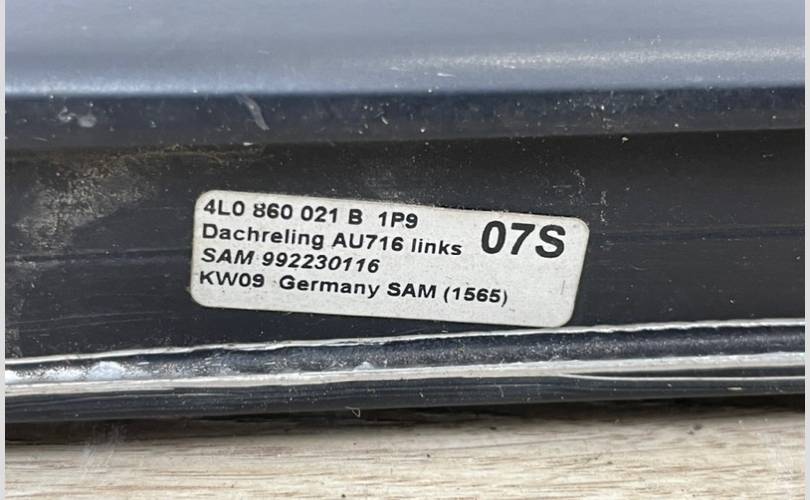 4L0 860 021 B 1P9
07S
Dachreling AU716 links
SAM 992230116
KW09 Germany SAM (1565)